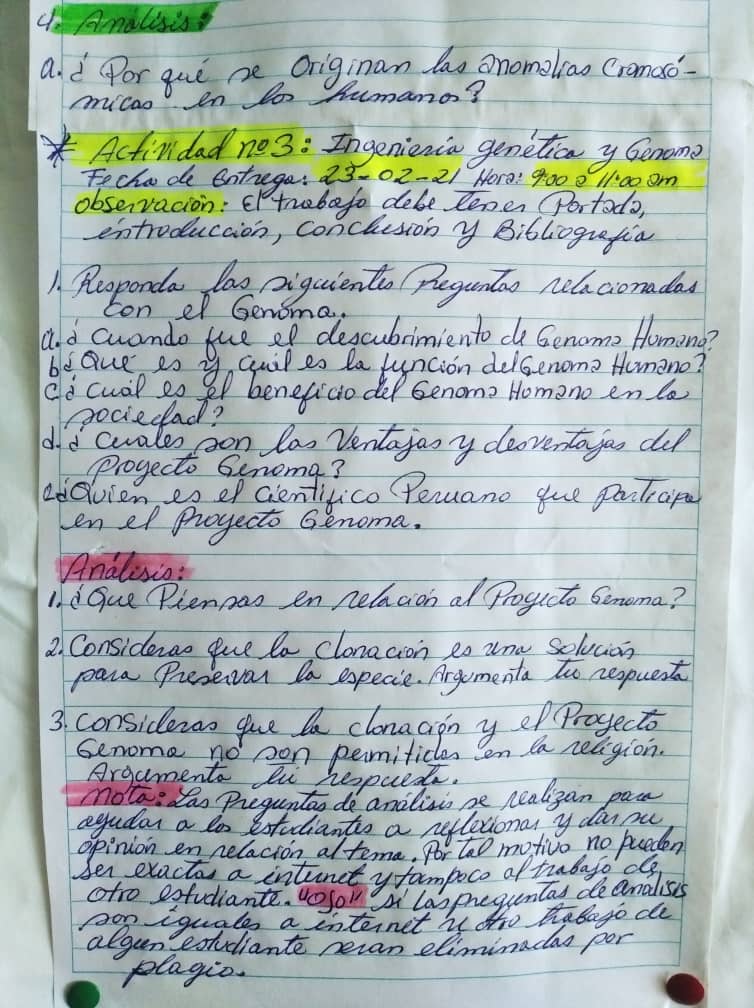 4. Análisis:
a. ¿Por qué se Originan las anomalías Cromosó-
micas en los humanos?
* Actividad nº3: Ingeniería genética y Genoma
Fecha de Entrega: 23-02-21 Hora: 9:00 a 11:00 am
observación: El trabajo debe tener Portada,
introducción, conclusión y Bibliografía
1. Responda las siguientes Preguntas relacionadas
con el Genoma.
a. ¿Cuando fue el descubrimiento de Genoma Humano?
b. ¿Que es y cual es la función del Genoma Humano?
c. ¿Cual es el beneficio del Genoma Homano en la
sociedad?
d. ¿Cuales son las Ventajas y desventajas del
Proyecto Genoma?
e. ¿Quien es el Cientifico Peruano que participa
en el Proyecto Genoma.
Análisis:
1. ¿Que Piensas en relación al Proyecto Genoma?
2. Consideras que la clonación es una solución
para Preservar la especie. Argumenta tu respuesta
3. consideras que la clonación y el Proyecto
Genoma no son permitidas en la religión.
Argumenta tu respuesta.
Nota: Las Preguntas de análisis se realizan para
ayudar a los estudiantes a reflexionar y dar su
opinión en relación al tema. Por tal motivo no pueden
ser exactas a internet y tampoco al trabajo de
otro estudiante. "OJO" si las preguntas de analisis
son iguales a internet u otro trabajo de
algun estudiante seran eliminadas por
plagio.